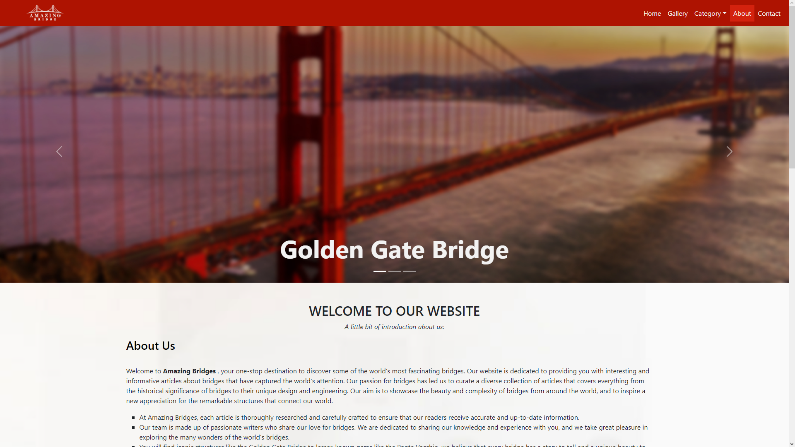 AMAZING
BRIDGE
Home Gallery Category About Contact
Golden Gate Bridge
WELCOME TO OUR WEBSITE
A little bit of introduction about us.
About Us
Welcome to Amazing Bridges , your one-stop destination to discover some of the world's most fascinating bridges. Our website is dedicated to providing you with interesting and
informative articles about bridges that have captured the world's attention. Our passion for bridges has led us to curate a diverse collection of articles that covers everything from
the historical significance of bridges to their unique design and engineering. Our aim is to showcase the beauty and complexity of bridges from around the world, and to inspire a
new appreciation for the remarkable structures that connect our world.
At Amazing Bridges, each article is thoroughly researched and carefully crafted to ensure that our readers receive accurate and up-to-date information.
Our team is made up of passionate writers who share our love for bridges. We are dedicated to sharing our knowledge and experience with you, and we take great pleasure in
exploring the many wonders of the world's bridges.